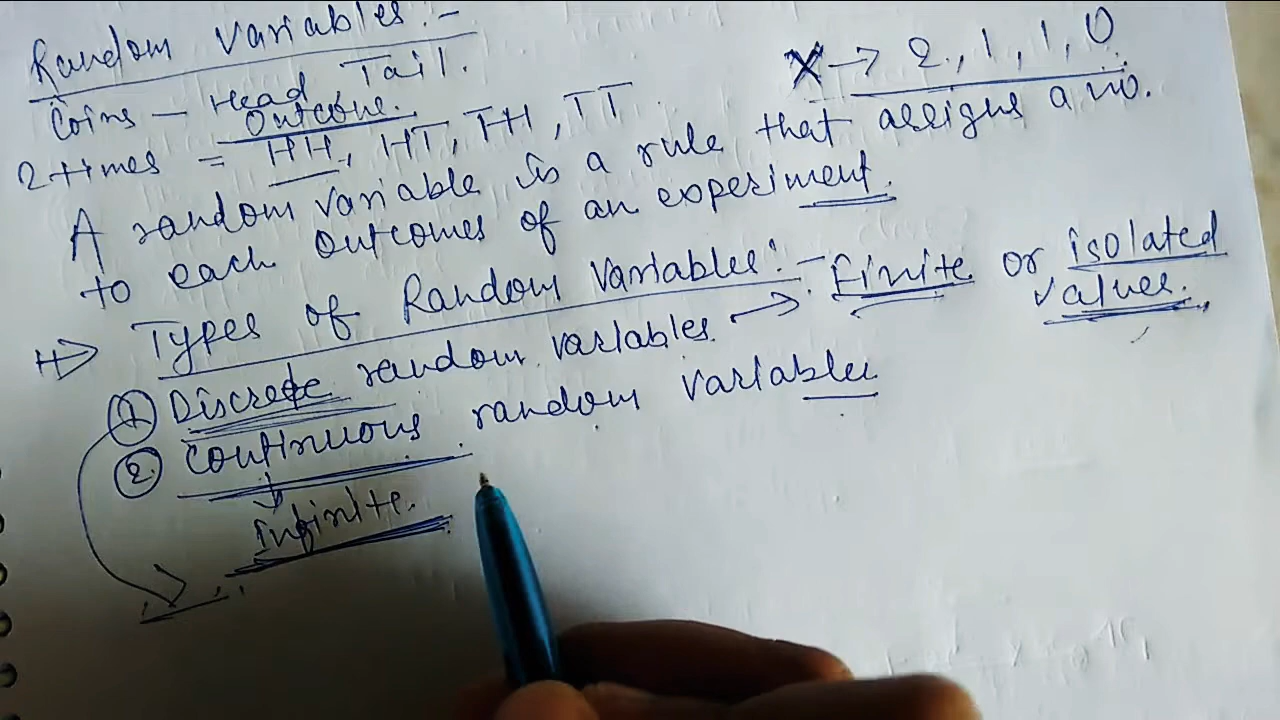 Random Variables:-
Coins - Head, Tail.
Outcome.
2 times = HH, HT, TH, TT
X → 2, 1, 1, 0
A random variable is a rule that assigns a no.
to each outcomes of an experiment.
Types of Random Variables:-
① Discrete random variables → finite or isolated
values.
② Continuous random variables
Infinite.